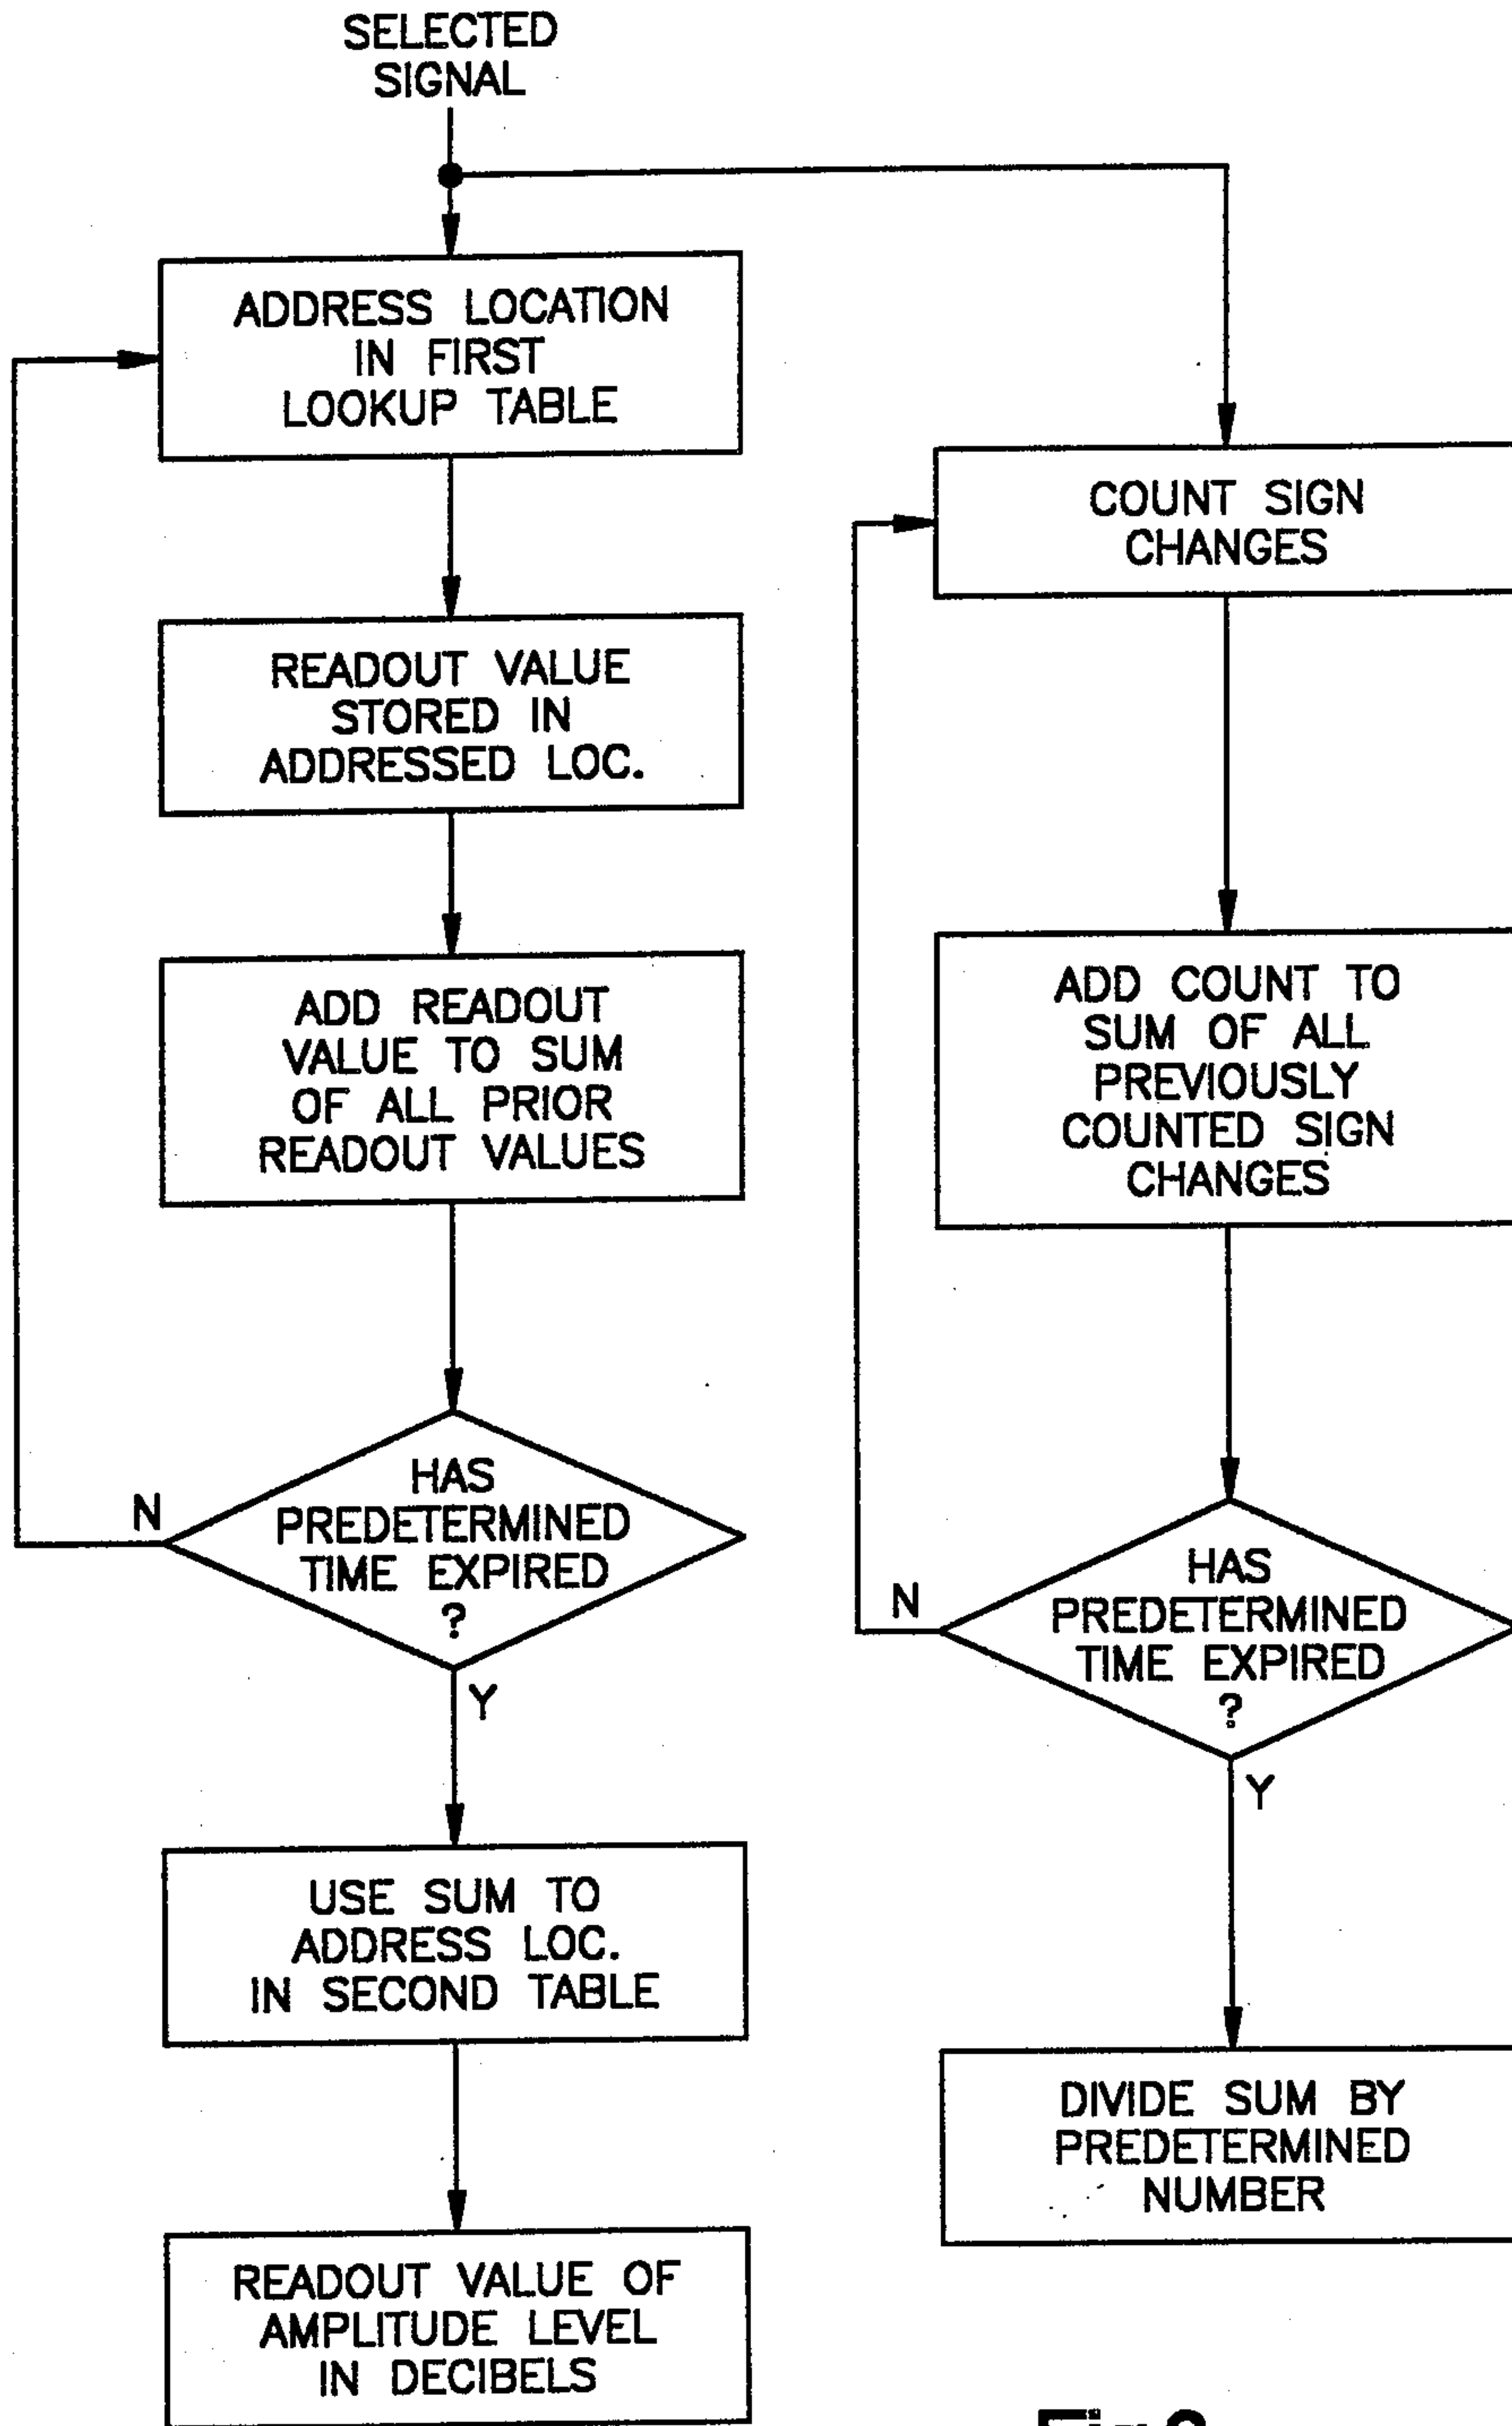 SELECTED
SIGNAL
ADDRESS LOCATION
IN FIRST
LOOKUP TABLE
READOUT VALUE
STORED IN
ADDRESSED LOC.
ADD READOUT
VALUE TO SUM
OF ALL PRIOR
READOUT VALUES
HAS
PREDETERMINED
TIME EXPIRED
?
N
Y
USE SUM TO
ADDRESS LOC.
IN SECOND TABLE
READOUT VALUE OF
AMPLITUDE LEVEL
IN DECIBELS
COUNT SIGN
CHANGES
ADD COUNT TO
SUM OF ALL
PREVIOUSLY
COUNTED SIGN
CHANGES
HAS
PREDETERMINED
TIME EXPIRED
?
N
Y
DIVIDE SUM BY
PREDETERMINED
NUMBER